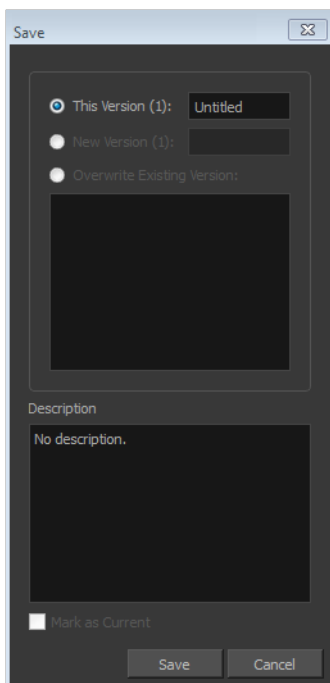 Save
This Version (1): Untitled
New Version (1):
Overwrite Existing Version:
Description
No description.
Mark as Current
Save Cancel